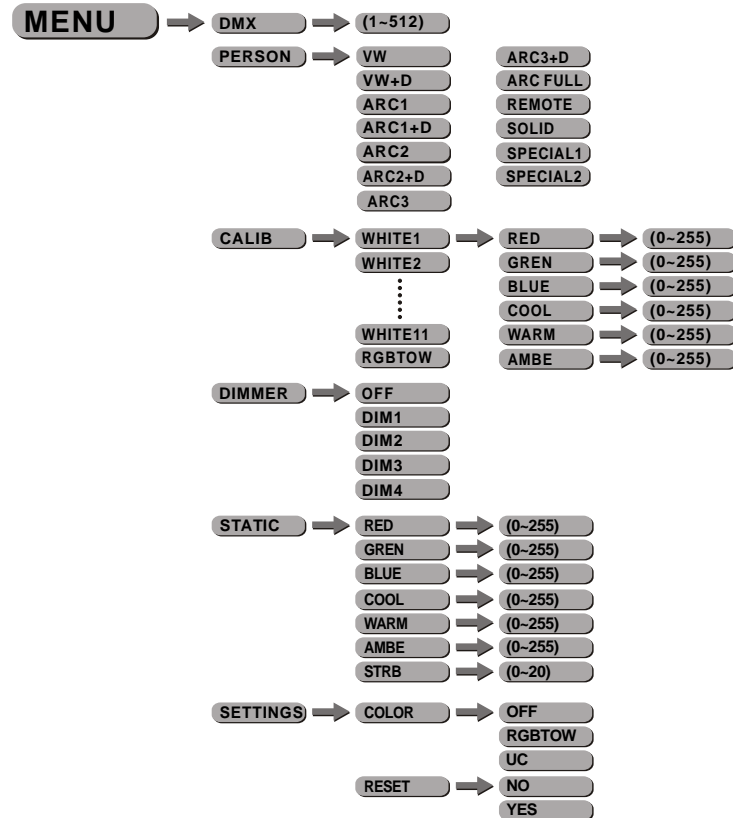 MENU DMX (1~512)
PERSON VW ARC3+D
VW+D ARC FULL
ARC1 REMOTE
ARC1+D SOLID
ARC2 SPECIAL1
ARC2+D SPECIAL2
ARC3
CALIB WHITE1 RED (0~255)
WHITE2 GREN (0~255)
BLUE (0~255)
COOL (0~255)
WHITE11 WARM (0~255)
RGBTOW AMBE (0~255)
DIMMER OFF
DIM1
DIM2
DIM3
DIM4
STATIC RED (0~255)
GREN (0~255)
BLUE (0~255)
COOL (0~255)
WARM (0~255)
AMBE (0~255)
STRB (0~20)
SETTINGS COLOR OFF
RGBTOW
UC
RESET NO
YES